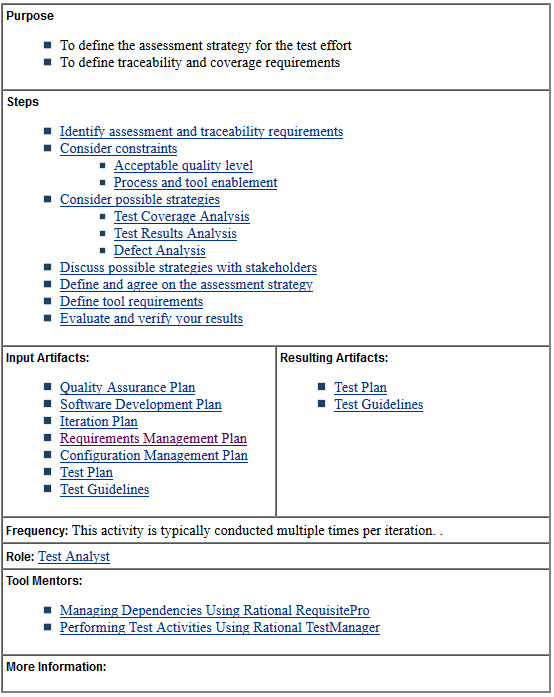 Purpose
To define the assessment strategy for the test effort
To define traceability and coverage requirements
Steps
Identify assessment and traceability requirements
Consider constraints
Acceptable quality level
Process and tool enablement
Consider possible strategies
Test Coverage Analysis
Test Results Analysis
Defect Analysis
Discuss possible strategies with stakeholders
Define and agree on the assessment strategy
Define tool requirements
Evaluate and verify your results
Input Artifacts:
Quality Assurance Plan
Software Development Plan
Iteration Plan
Requirements Management Plan
Configuration Management Plan
Test Plan
Test Guidelines
Resulting Artifacts:
Test Plan
Test Guidelines
Frequency: This activity is typically conducted multiple times per iteration. .
Role: Test Analyst
Tool Mentors:
Managing Dependencies Using Rational RequisitePro
Performing Test Activities Using Rational TestManager
More Information: